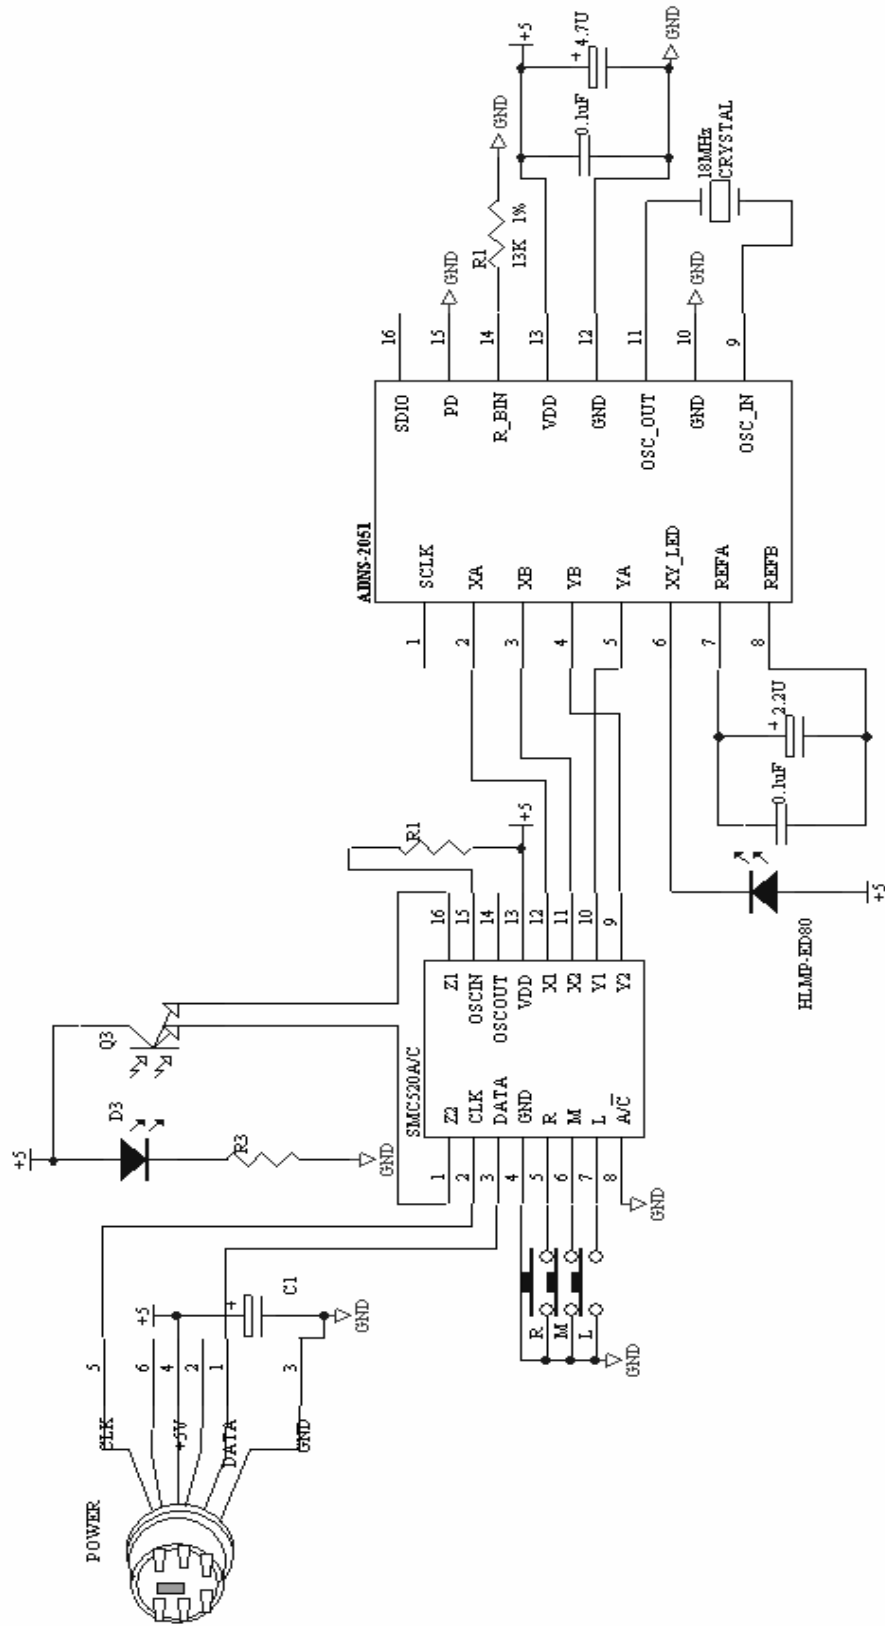 POWER
CLK
+5V
DATA
GND
5
6
4
2
1
3
+5
+
C1
GND
+5
D3
R3
GND
Q3
SMC520A/C
Z2
CLK
DATA
GND
R
M
L
A/C
1
2
3
4
5
6
7
8
GND
R
M
L
GND
Z1
OSCIN
OSCOUT
VDD
X1
X2
Y1
Y2
16
15
14
13
12
11
10
9
R1
+5
ADNS-2051
SCLK
XA
XB
YB
YA
XY_LED
REFA
REFB
1
2
3
4
5
6
7
8
0.1uF
+ 2.2U
HLMP-ED80
+5
SDIO
PD
R_BIN
VDD
GND
OSC_OUT
GND
OSC_IN
16
15
14
13
12
11
10
9
GND
R1
13K 1%
GND
+5
0.1uF
+ 4.7U
GND
GND
18MHz
CRYSTAL